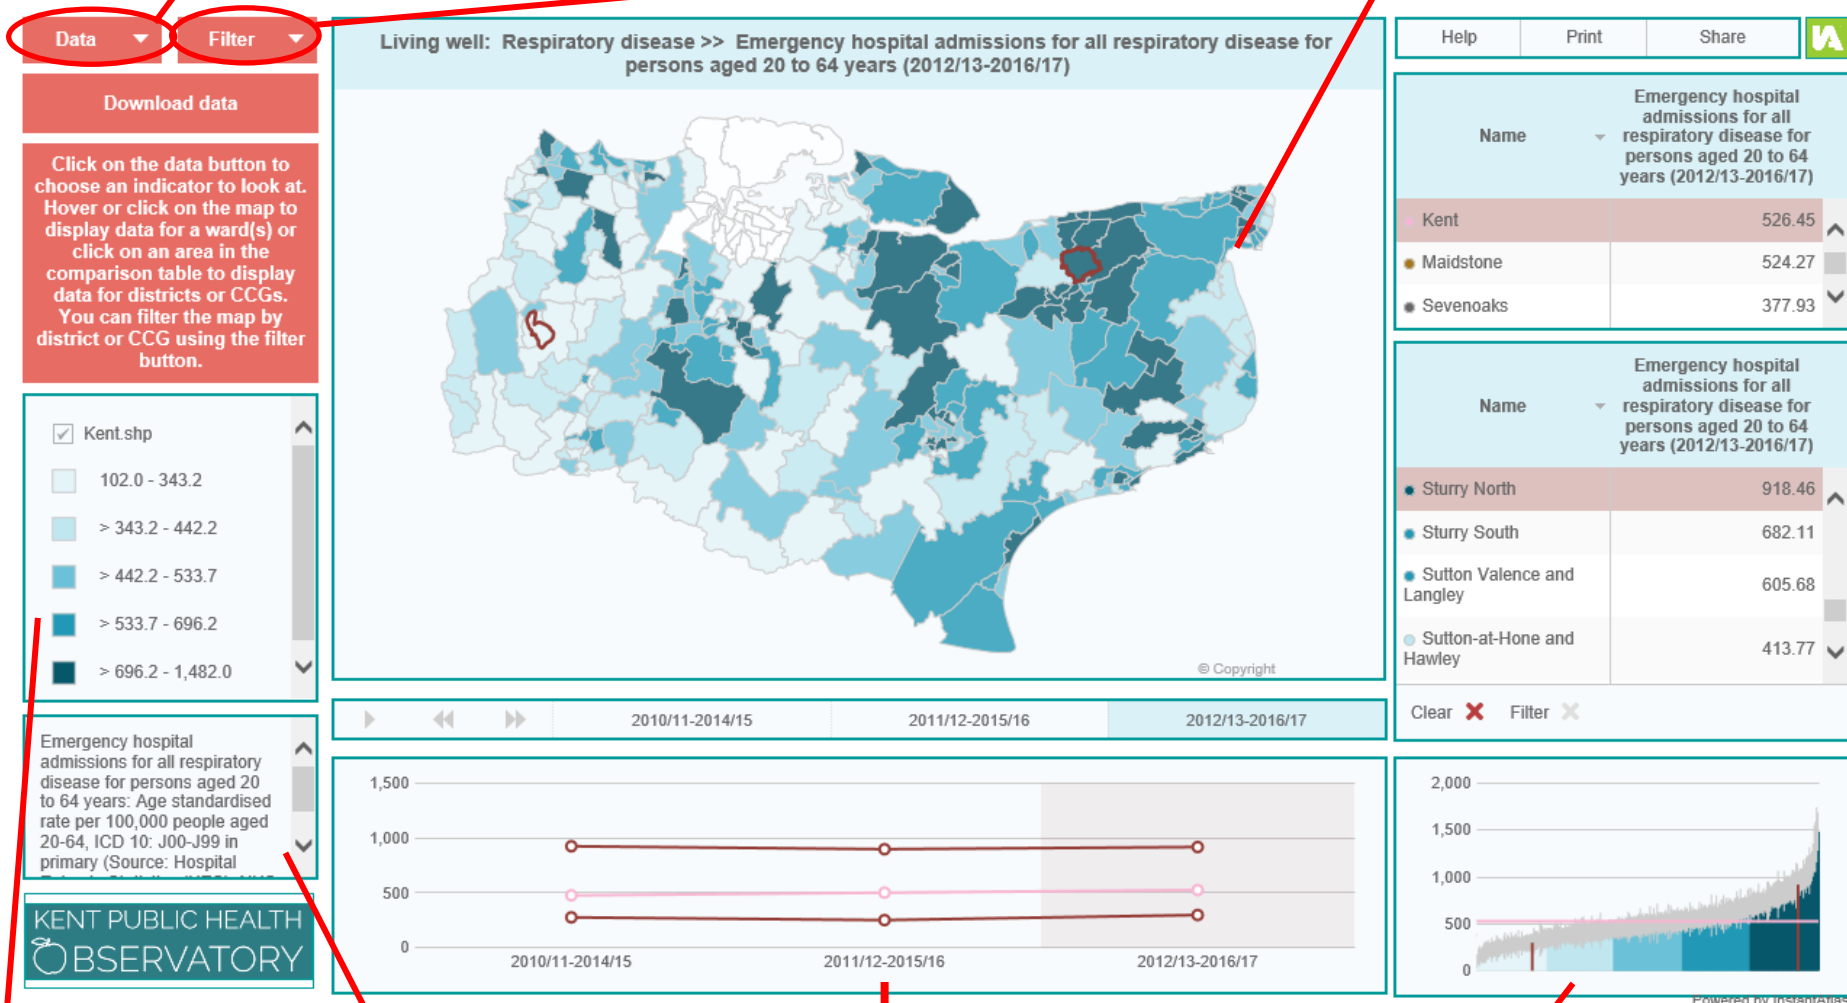 Data
Filter
Download data
Click on the data button to
choose an indicator to look at.
Hover or click on the map to
display data for a ward(s) or
click on an area in the
comparison table to display
data for districts or CCGs.
You can filter the map by
district or CCG using the filter
button.
Kent.shp
102.0 - 343.2
> 343.2 - 442.2
> 442.2 - 533.7
> 533.7 - 696.2
> 696.2 - 1,482.0
Emergency hospital
admissions for all respiratory
disease for persons aged 20
to 64 years: Age standardised
rate per 100,000 people aged
20-64, ICD 10: J00-J99 in
primary (Source: Hospital
KENT PUBLIC HEALTH
OBSERVATORY
Living well: Respiratory disease >> Emergency hospital admissions for all respiratory disease for
persons aged 20 to 64 years (2012/13-2016/17)
© Copyright
2010/11-2014/15 2011/12-2015/16 2012/13-2016/17
1,500
1,000
500
0
2010/11-2014/15 2011/12-2015/16 2012/13-2016/17
Help Print Share
Name
Emergency hospital
admissions for all
respiratory disease for
persons aged 20 to 64
years (2012/13-2016/17)
Kent 526.45
Maidstone 524.27
Sevenoaks 377.93
Name
Emergency hospital
admissions for all
respiratory disease for
persons aged 20 to 64
years (2012/13-2016/17)
Sturry North 918.46
Sturry South 682.11
Sutton Valence and
Langley 605.68
Sutton-at-Hone and
Hawley 413.77
Clear Filter
2,000
1,500
1,000
500
0
Powered by InstantAtlas